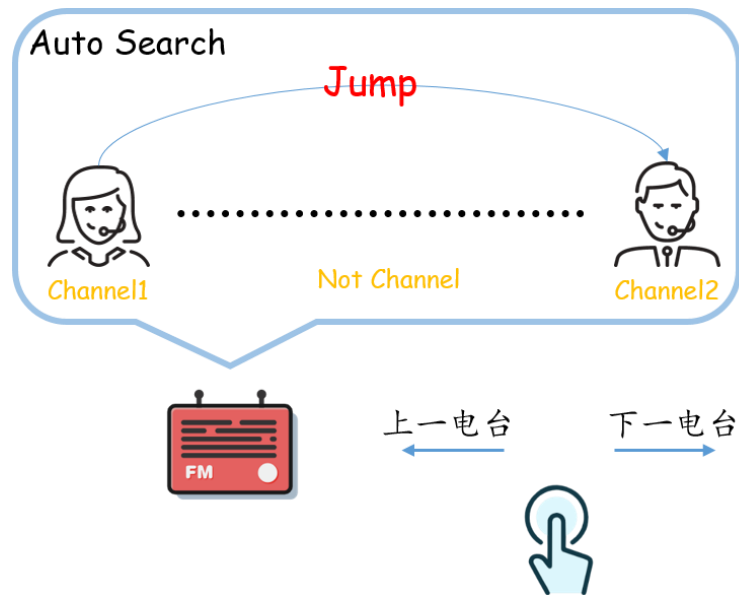 Auto Search
Jump
Channel1
Not Channel
Channel2
上一电台
下一电台
FM